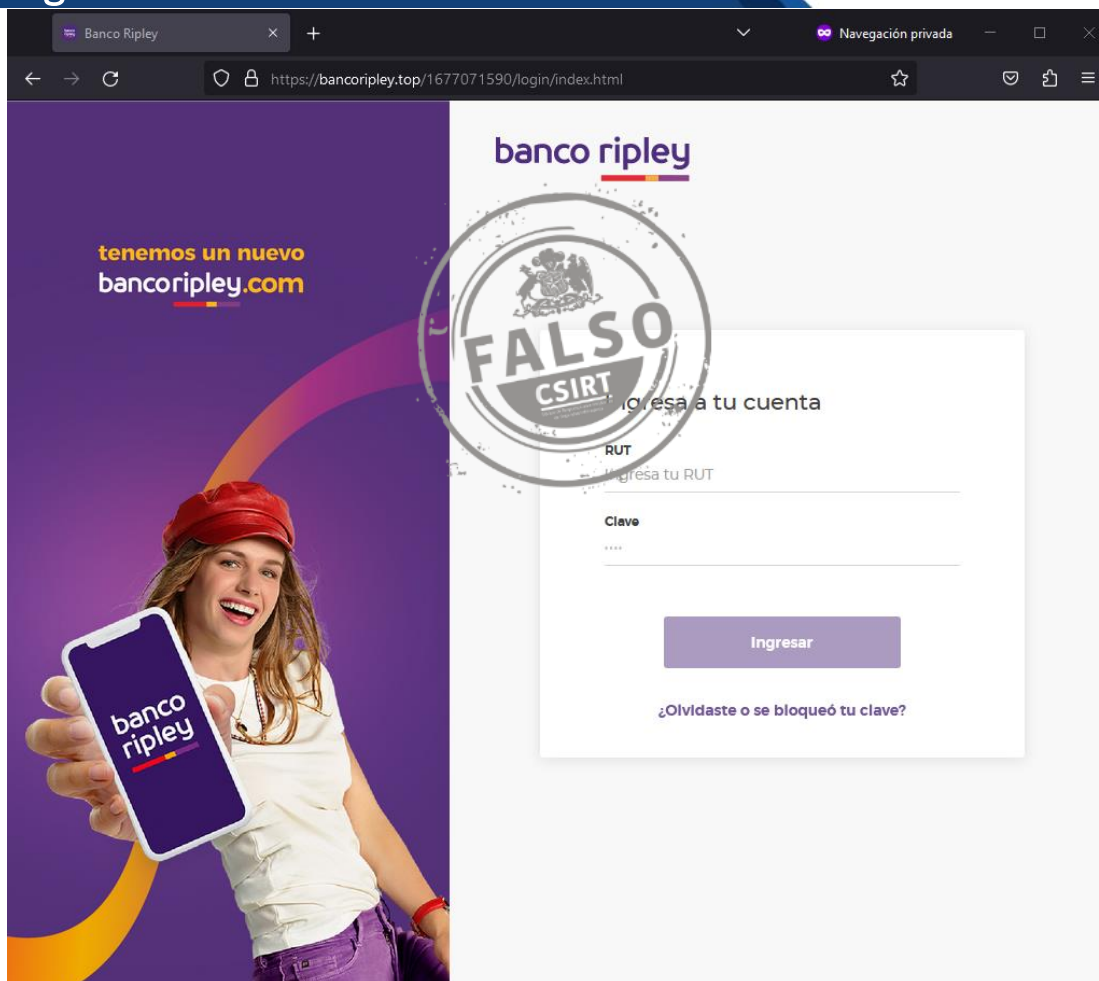 Banco Ripley
Navegación privada
https://bancoripley.top/1677071590/login/index.html
banco ripley
tenemos un nuevo
bancoripley.com
FALSO
CSIRT
Ingresa a tu cuenta
RUT
Ingresa tu RUT
Clave
····
Ingresar
¿Olvidaste o se bloqueó tu clave?
banco
ripley